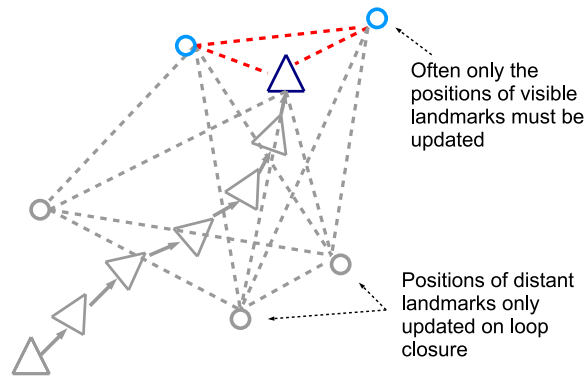 Often only the
positions of visible
landmarks must be
updated
Positions of distant
landmarks only
updated on loop
closure